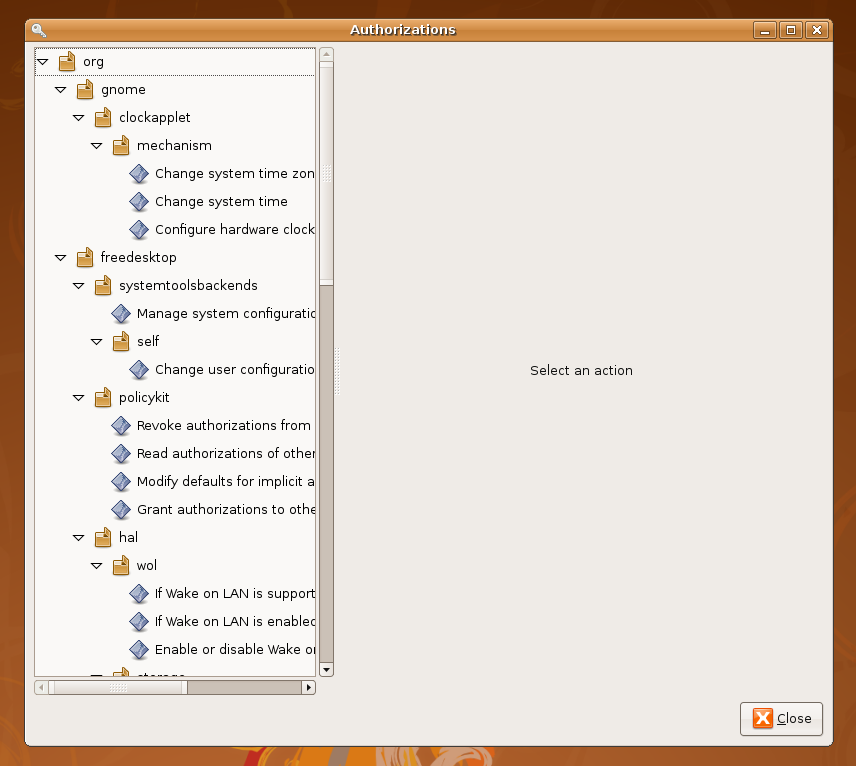 Authorizations
org
gnome
clockapplet
mechanism
Change system time zon
Change system time
Configure hardware clock
freedesktop
systemtoolsbackends
Manage system configuratio
self
Change user configuratio
policykit
Revoke authorizations from
Read authorizations of other
Modify defaults for implicit a
Grant authorizations to othe
hal
wol
If Wake on LAN is support
If Wake on LAN is enabled
Enable or disable Wake on
storage
Select an action
Close